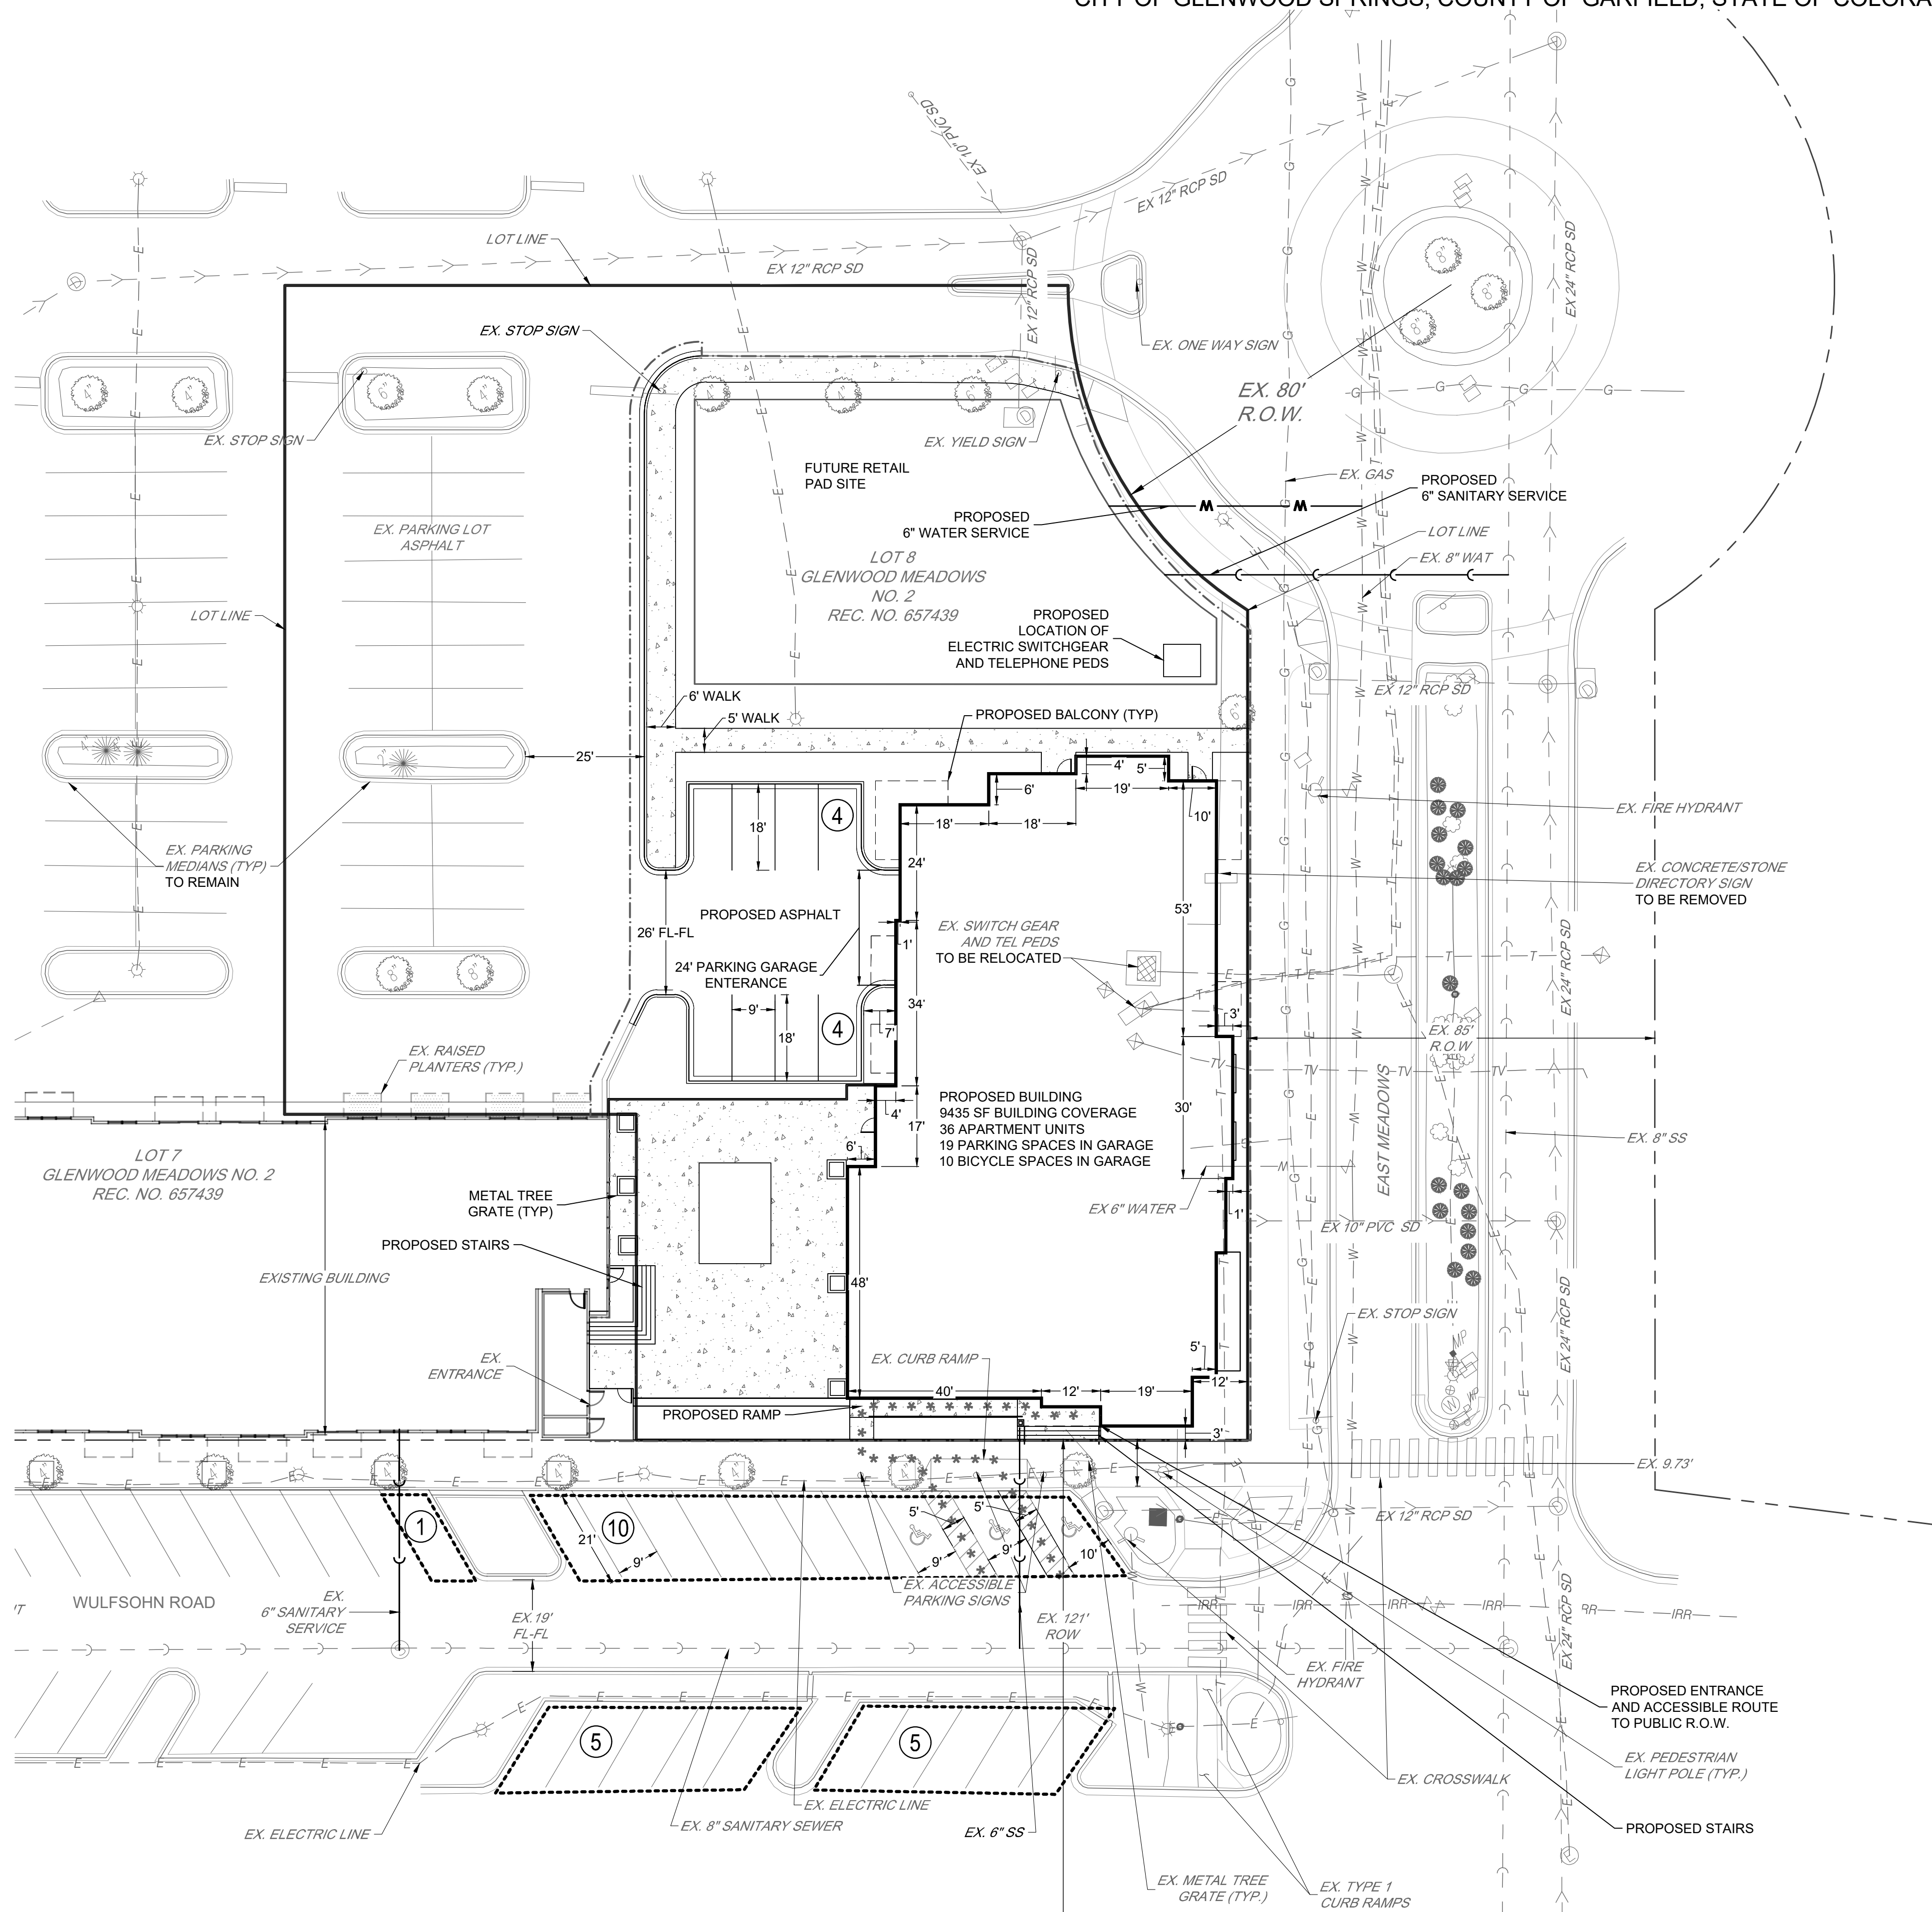 CITY OF GLENWOOD SPRINGS, COUNTY OF GARFIELD, STATE OF COLORA
EX 10" PVC SD
EX 12" RCP SD
LOT LINE
EX 12" RCP SD
EX 12" RCP SD
EX 24" RCP SD
EX. STOP SIGN
EX. ONE WAY SIGN
EX. 80'
R.O.W.
EX. STOP SIGN
EX. YIELD SIGN
FUTURE RETAIL
PAD SITE
EX. GAS
PROPOSED
6" SANITARY SERVICE
PROPOSED
6" WATER SERVICE
EX. PARKING LOT
ASPHALT
LOT LINE
EX. 8" WAT
LOT 8
GLENWOOD MEADOWS
NO. 2
REC. NO. 657439
LOT LINE
PROPOSED
LOCATION OF
ELECTRIC SWITCHGEAR
AND TELEPHONE PEDS
EX 12" RCP SD
6' WALK
5' WALK
PROPOSED BALCONY (TYP)
25'
4'
5'
6'
19'
10'
18'
18'
18'
4
24'
EX. FIRE HYDRANT
EX. PARKING
MEDIANS (TYP)
TO REMAIN
EX. CONCRETE/STONE
DIRECTORY SIGN
TO BE REMOVED
PROPOSED ASPHALT
26' FL-FL
1'
53'
EX. SWITCH GEAR
AND TEL PEDS
TO BE RELOCATED
24' PARKING GARAGE
ENTERANCE
EX 24" RCP SD
34'
9'
18'
4
7'
3'
EX. 85'
R.O.W
EX. RAISED
PLANTERS (TYP.)
PROPOSED BUILDING
9435 SF BUILDING COVERAGE
36 APARTMENT UNITS
19 PARKING SPACES IN GARAGE
10 BICYCLE SPACES IN GARAGE
4'
17'
6'
30'
EAST MEADOWS
EX. 8" SS
LOT 7
GLENWOOD MEADOWS NO. 2
REC. NO. 657439
METAL TREE
GRATE (TYP)
EX 6" WATER
1'
EX 10" PVC SD
PROPOSED STAIRS
EXISTING BUILDING
48'
EX. STOP SIGN
EX 24" RCP SD
EX.
ENTRANCE
EX. CURB RAMP
5'
40'
12'
19'
12'
PROPOSED RAMP
3'
EX. 9.73'
1
10
21'
9'
5'
5'
9'
9'
10'
EX 12" RCP SD
EX. ACCESSIBLE
PARKING SIGNS
WULFSOHN ROAD
EX.
6" SANITARY
SERVICE
EX.19'
FL-FL
EX. 121'
ROW
IRR
IRR
IRR
IRR
RR
IRR
EX 24" RCP SD
EX. FIRE
HYDRANT
PROPOSED ENTRANCE
AND ACCESSIBLE ROUTE
TO PUBLIC R.O.W.
5
5
EX. PEDESTRIAN
LIGHT POLE (TYP.)
EX. CROSSWALK
EX. ELECTRIC LINE
EX. ELECTRIC LINE
EX. 8" SANITARY SEWER
EX. 6" SS
PROPOSED STAIRS
EX. METAL TREE
GRATE (TYP.)
EX. TYPE 1
CURB RAMPS